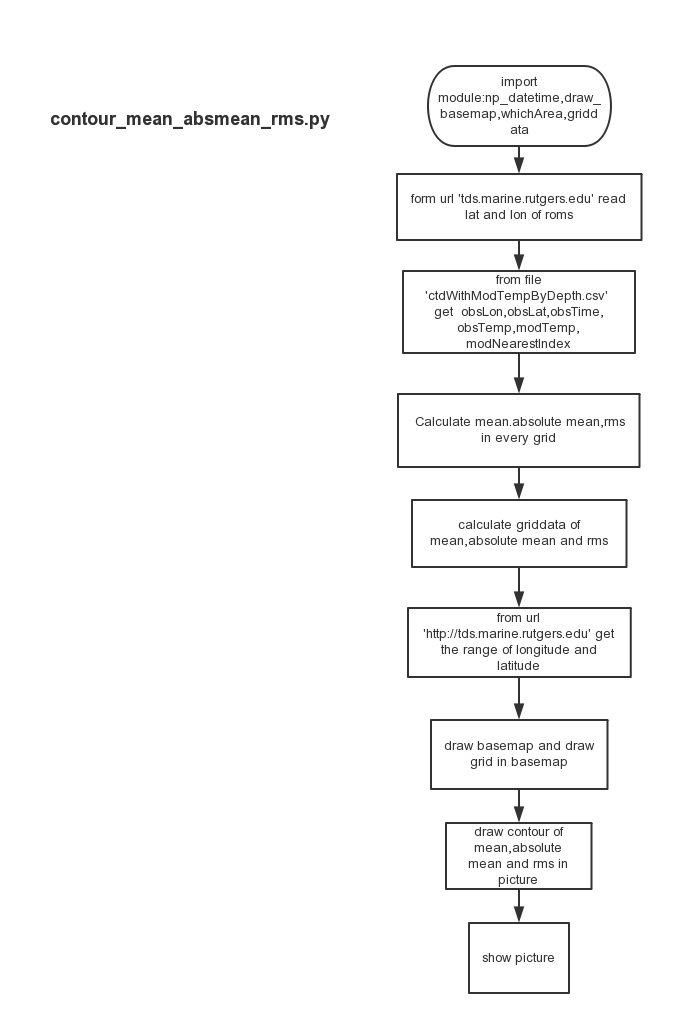 contour_mean_absmean_rms.py
import
module:np_datetime,draw_
basemap,whichArea,gridd
ata
form url 'tds.marine.rutgers.edu' read
lat and lon of roms
from file
'ctdWithModTempByDepth.csv'
get obsLon,obsLat,obsTime,
obsTemp,modTemp,
modNearestIndex
Calculate mean.absolute mean,rms
in every grid
calculate griddata of
mean,absolute mean and rms
from url
'http://tds.marine.rutgers.edu' get
the range of longitude and
latitude
draw basemap and draw
grid in basemap
draw contour of
mean,absolute
mean and rms in
picture
show picture